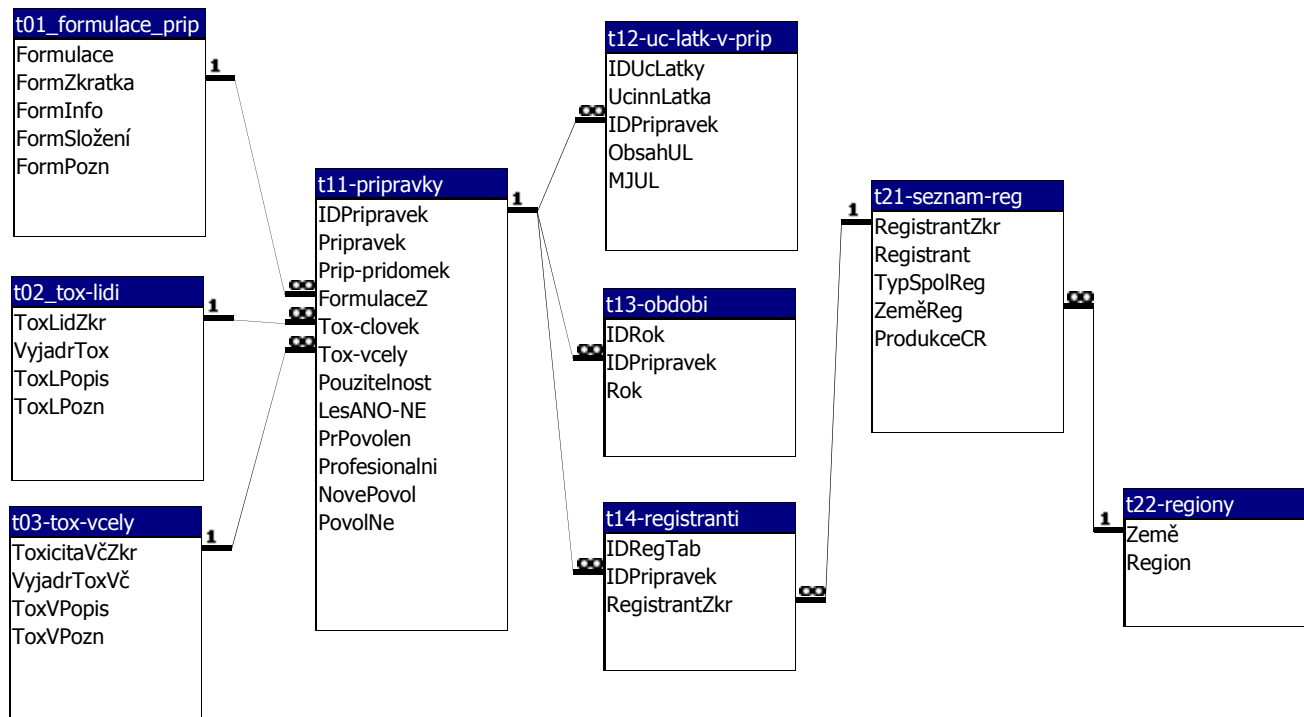 t01_formulace_prip
Formulace
FormZkratka
FormInfo
FormSložení
FormPozn
1
t02_tox-lidi
ToxLidZkr
VyjadrTox
ToxLPopis
ToxLPozn
1
t03-tox-vcely
ToxicitaVčZkr
VyjadrToxVč
ToxVPopis
ToxVPozn
1
t11-pripravky
IDPripravek
Pripravek
Prip-pridomek
FormulaceZ
Tox-clovek
Tox-vcely
Pouzitelnost
LesANO-NE
PrPovolen
Profesionalni
NovePovol
PovolNe
∞
∞
∞
1
t12-uc-latk-v-prip
IDUcLatky
UcinnLatka
IDPripravek
ObsahUL
MJUL
∞
t13-obdobi
IDRok
IDPripravek
Rok
∞
t14-registranti
IDRegTab
IDPripravek
RegistrantZkr
∞
∞
t21-seznam-reg
RegistrantZkr
Registrant
TypSpolReg
ZeměReg
ProdukceCR
1
∞
t22-regiony
Země
Region
1